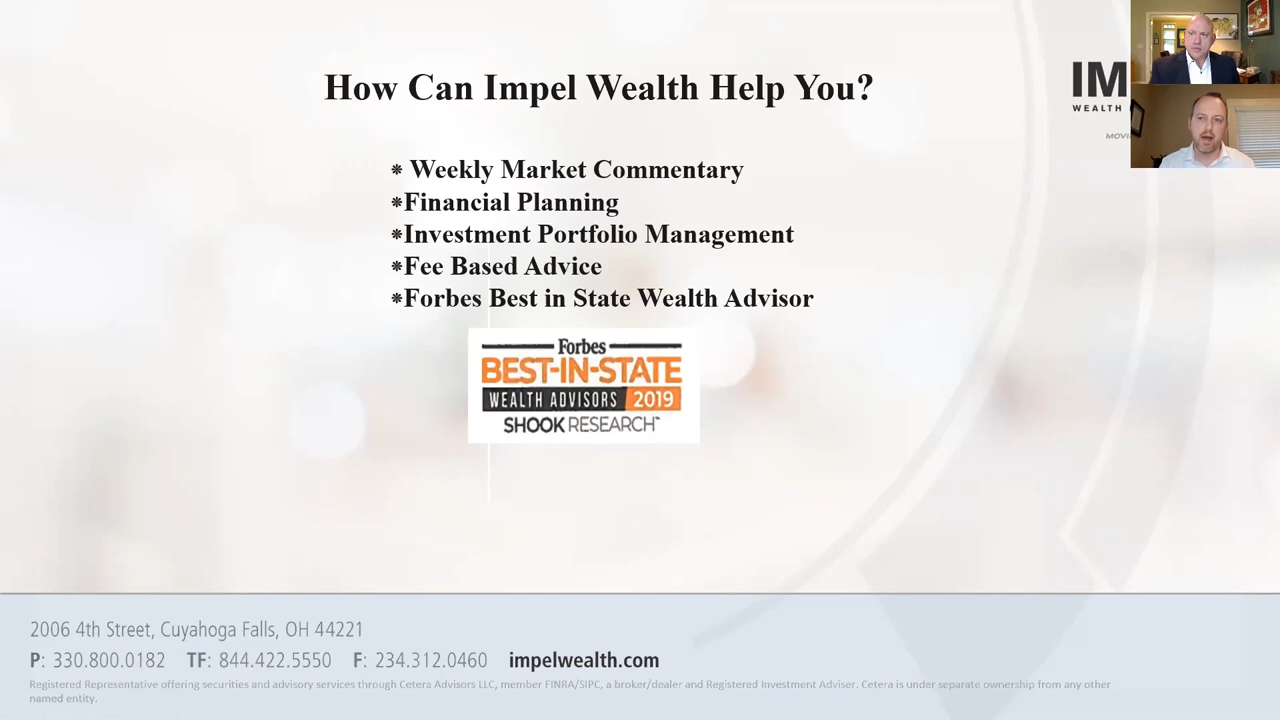 How Can Impel Wealth Help You?
IM
WEALTH
MOVI
⁕ Weekly Market Commentary
⁕Financial Planning
⁕Investment Portfolio Management
⁕Fee Based Advice
⁕Forbes Best in State Wealth Advisor
Forbes
BEST-IN-STATE
WEALTH ADVISORS 2019
SHOOK RESEARCH™
2006 4th Street, Cuyahoga Falls, OH 44221
P: 330.800.0182 TF: 844.422.5550 F: 234.312.0460 impelwealth.com
Registered Representative offering securities and advisory services through Cetera Advisors LLC, member FINRA/SIPC, a broker/dealer and Registered Investment Adviser. Cetera is under separate ownership from any other
named entity.